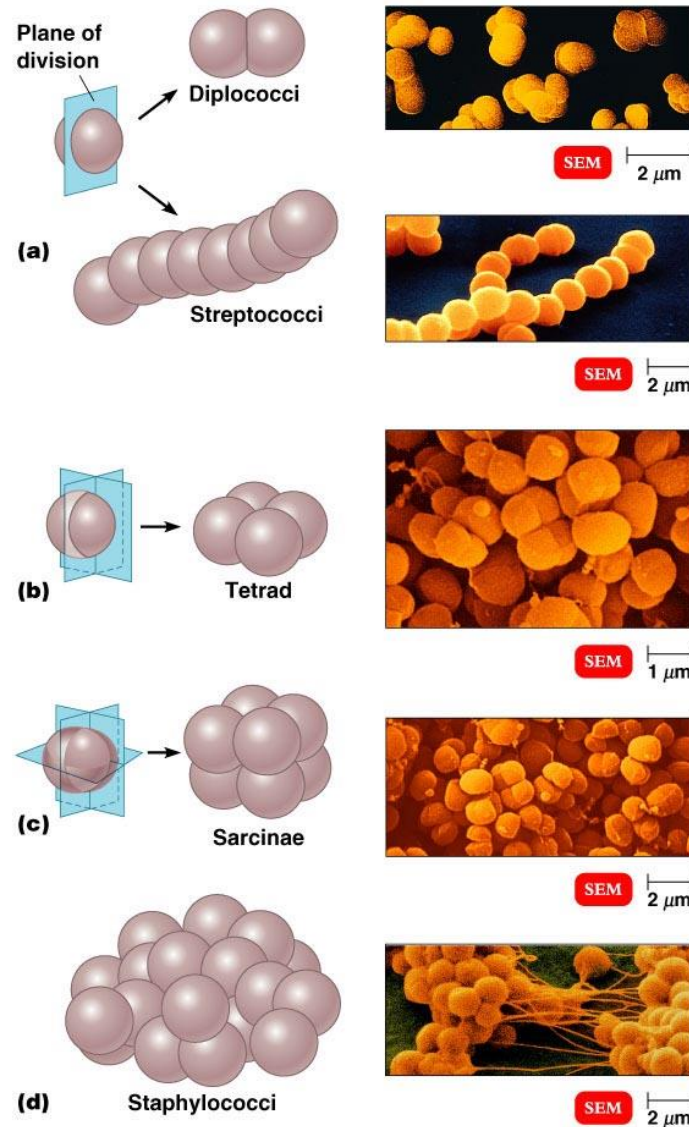 Plane of
division
Diplococci
SEM
2 μm
(a)
Streptococci
SEM
2 μm
(b)
Tetrad
SEM
1 μm
(c)
Sarcinae
SEM
2 μm
(d)
Staphylococci
SEM
2 μm